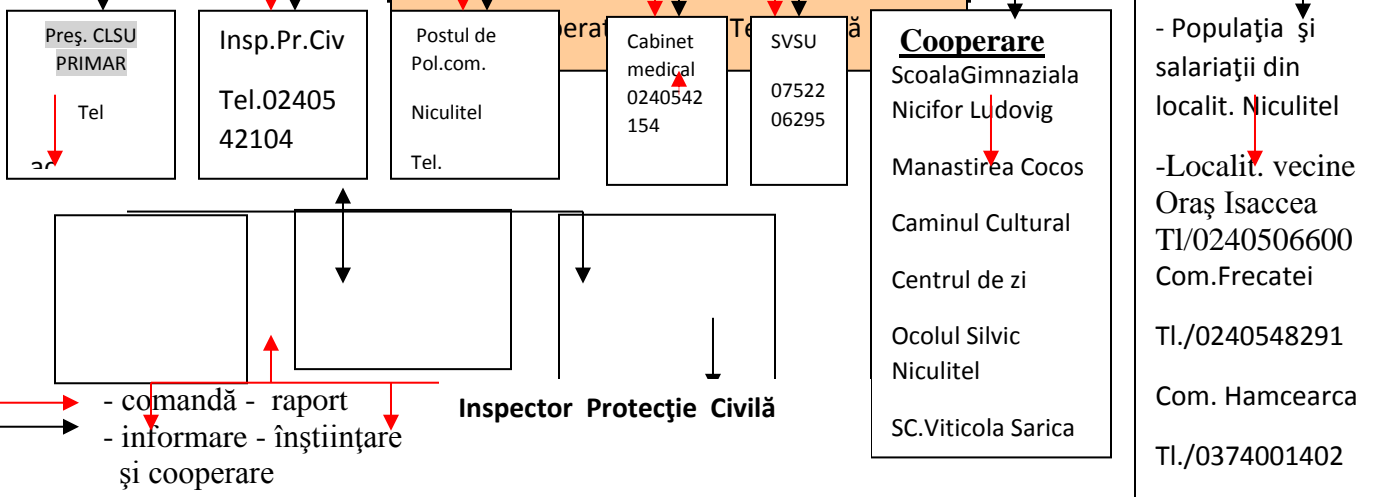 Preş. CLSU
PRIMAR
Tel
Insp.Pr.Civ
Tel.02405
42104
Postul de
Pol.com.
Niculitel
Tel.
Cabinet
medical
0240542
154
SVSU
07522
06295
Cooperare
ScoalaGimnaziala
Nicifor Ludovig
Manastirea Cocos
Caminul Cultural
Centrul de zi
Ocolul Silvic
Niculitel
SC.Viticola Sarica
- Populaţia şi
salariaţii din
localit. Niculitel
-Localit. vecine
Oraş Isaccea
Tl/0240506600
Com.Frecatei
Tl./0240548291
Com. Hamcearca
Tl./0374001402
- comandă - raport
- informare - înştiinţare
şi cooperare
Inspector Protecţie Civilă